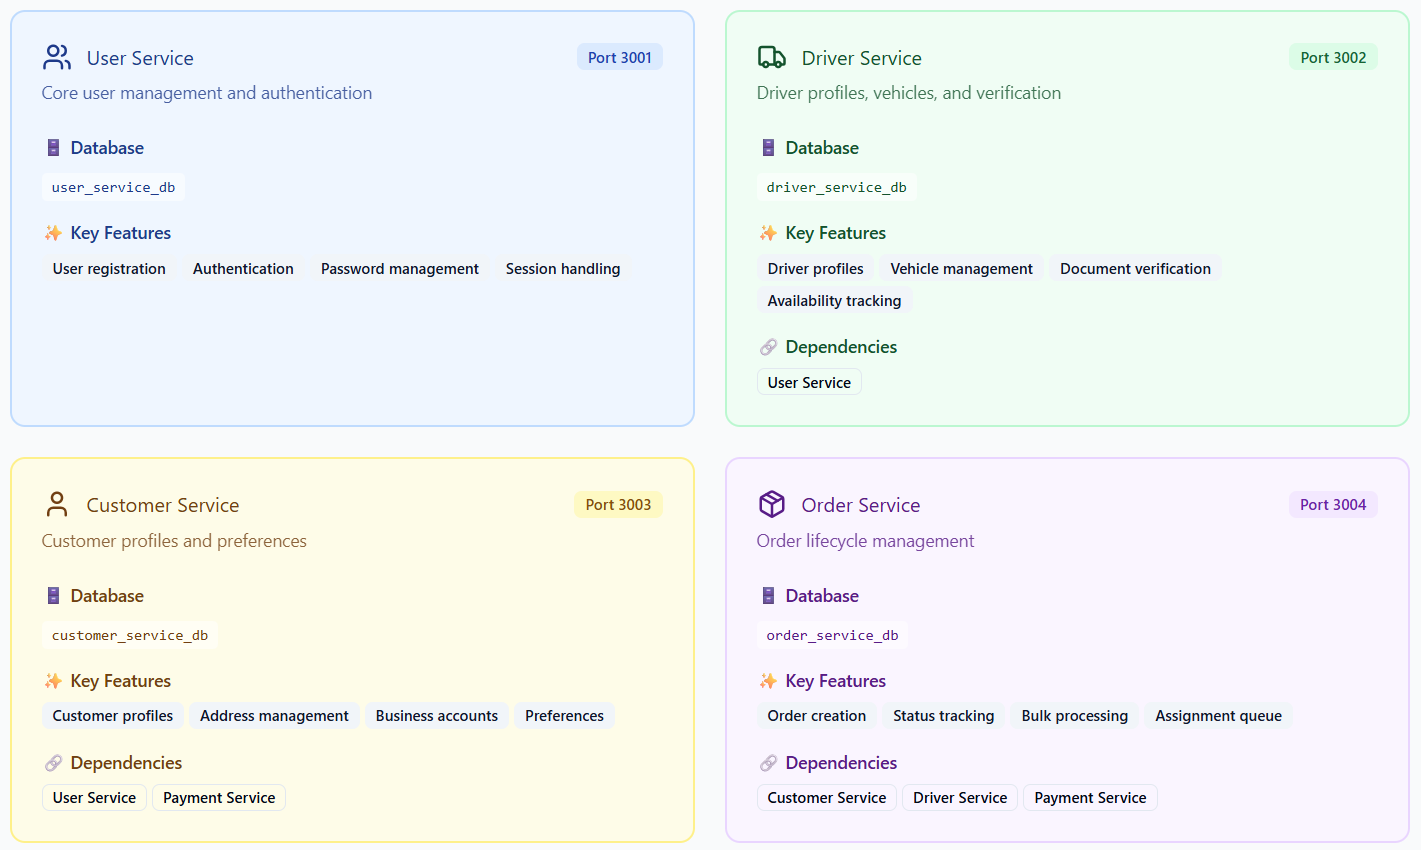 User Service
Port 3001
Core user management and authentication
Database
user_service_db
Key Features
User registration Authentication Password management Session handling
Driver Service
Port 3002
Driver profiles, vehicles, and verification
Database
driver_service_db
Key Features
Driver profiles Vehicle management Document verification
Availability tracking
Dependencies
User Service
Customer Service
Port 3003
Customer profiles and preferences
Database
customer_service_db
Key Features
Customer profiles Address management Business accounts Preferences
Dependencies
User Service Payment Service
Order Service
Port 3004
Order lifecycle management
Database
order_service_db
Key Features
Order creation Status tracking Bulk processing Assignment queue
Dependencies
Customer Service Driver Service Payment Service